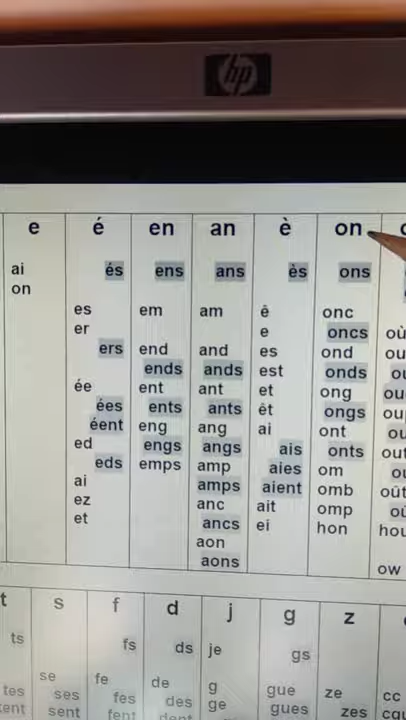 hp
e é en an è on
ai és ens ans ès ons
on
es em am ê onc
er e oncs où
ers end and es ond
ends ands est onds
ée ent ant et ong
ées ents ants êt ongs
éent eng ang ai ont
ed engs angs ais onts
eds emps amp aies om
ai amps aient omb
ez anc ait omp
et ancs ei hon
aon
aons ow
t s f d j g z
ts fs ds je gs
se fe de g gue ze cc
tes ses fes des ge gues zes
sent fent